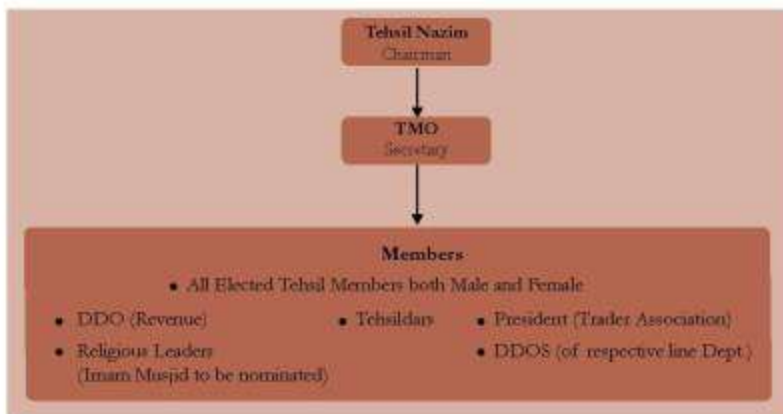 Tehsil Nazim
Chairman
TMO
Secretary
Members
• All Elected Tehsil Members both Male and Female
• DDO (Revenue)
• Tehsildars
• President (Trader Association)
• Religious Leaders
(Imam Musjid to be nominated)
• DDOS (of respective line Dept.)